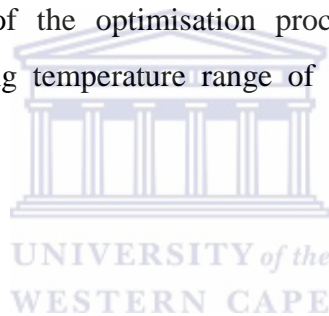 of the optimisation proc
g temperature range of
UNIVERSITY of the
WESTERN CAPE